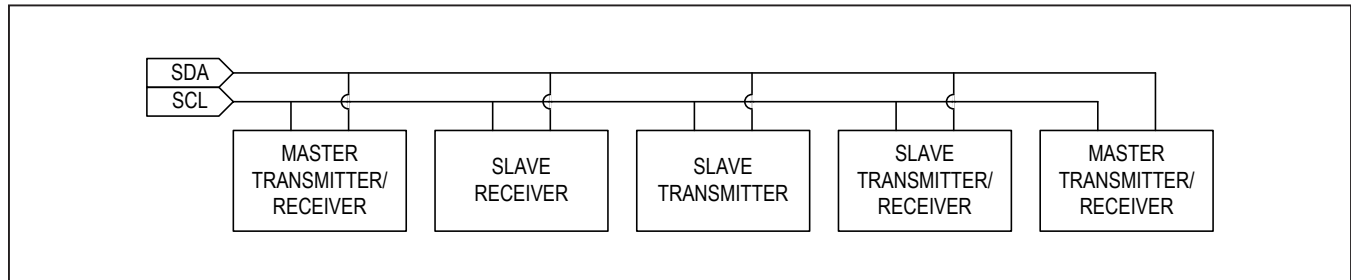 SDA
SCL
MASTER
TRANSMITTER/
RECEIVER
SLAVE
RECEIVER
SLAVE
TRANSMITTER
SLAVE
TRANSMITTER/
RECEIVER
MASTER
TRANSMITTER/
RECEIVER